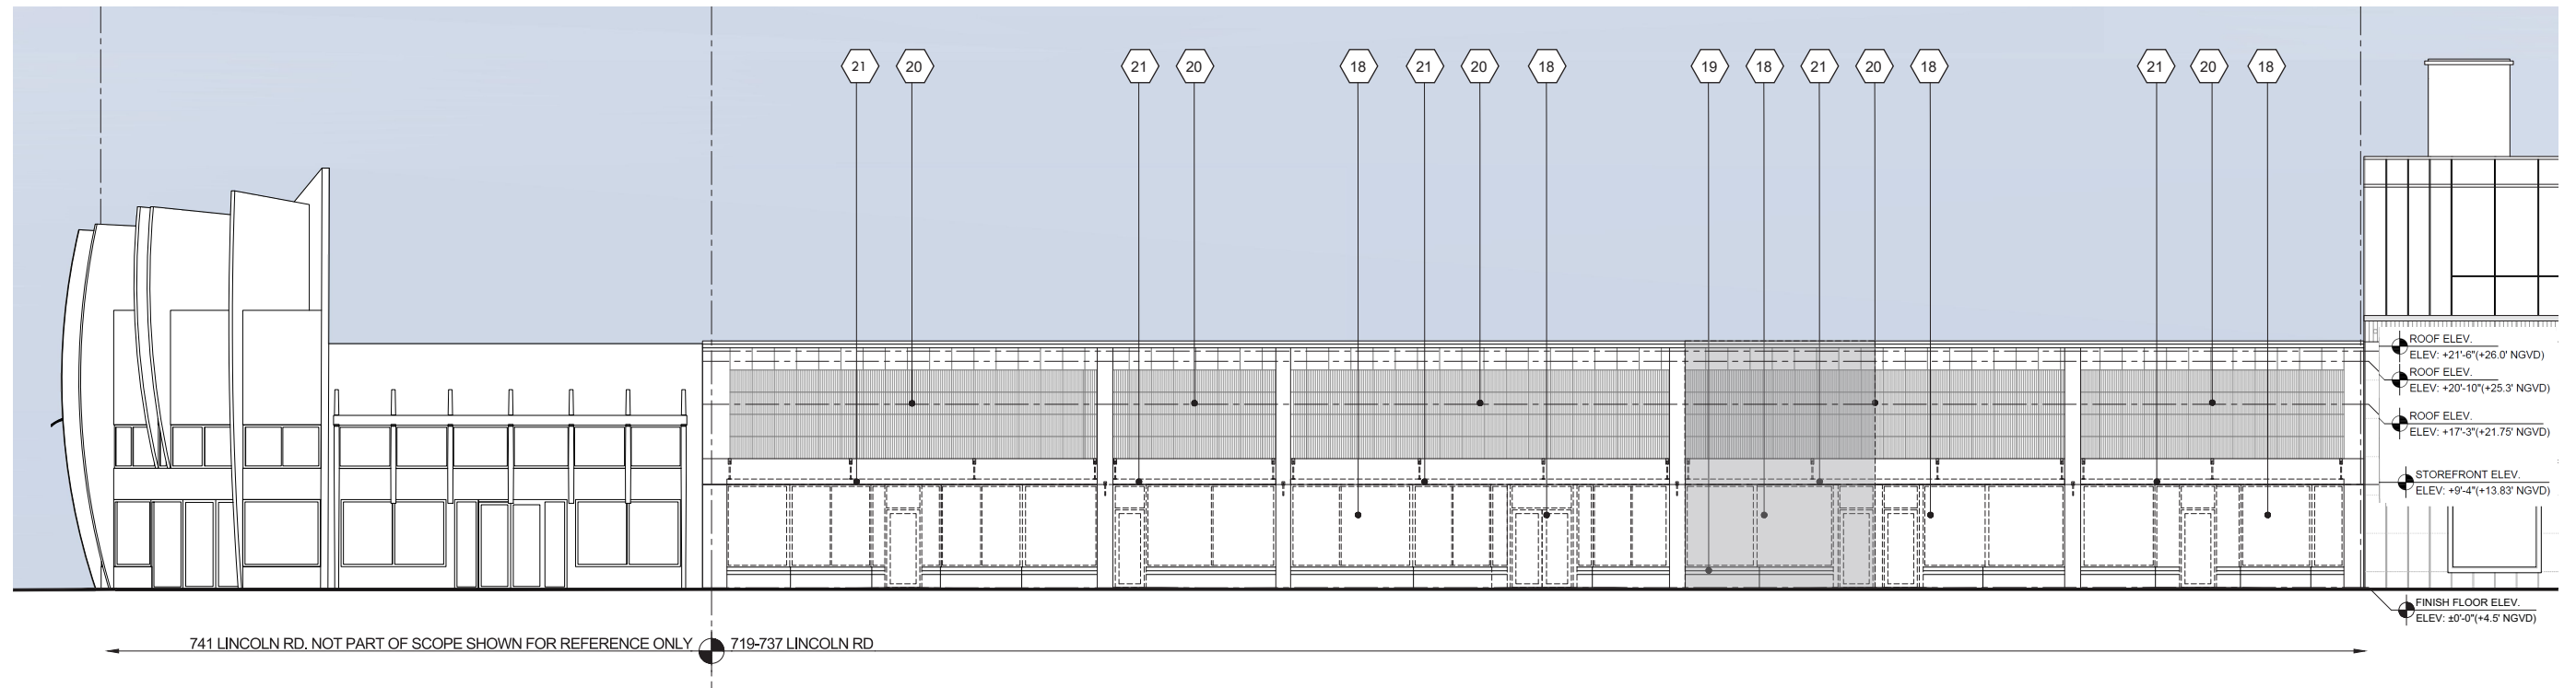 21 20 21 20 18 21 20 18 19 18 21 20 18 21 20 18
ROOF ELEV.
ELEV: +21'-6"(+26.0' NGVD)
ROOF ELEV.
ELEV: +20'-10"(+25.3' NGVD)
ROOF ELEV.
ELEV: +17'-3"(+21.75' NGVD)
STOREFRONT ELEV.
ELEV: +9'-4"(+13.83' NGVD)
FINISH FLOOR ELEV.
ELEV: ±0'-0"(+4.5' NGVD)
741 LINCOLN RD. NOT PART OF SCOPE SHOWN FOR REFERENCE ONLY
719-737 LINCOLN RD